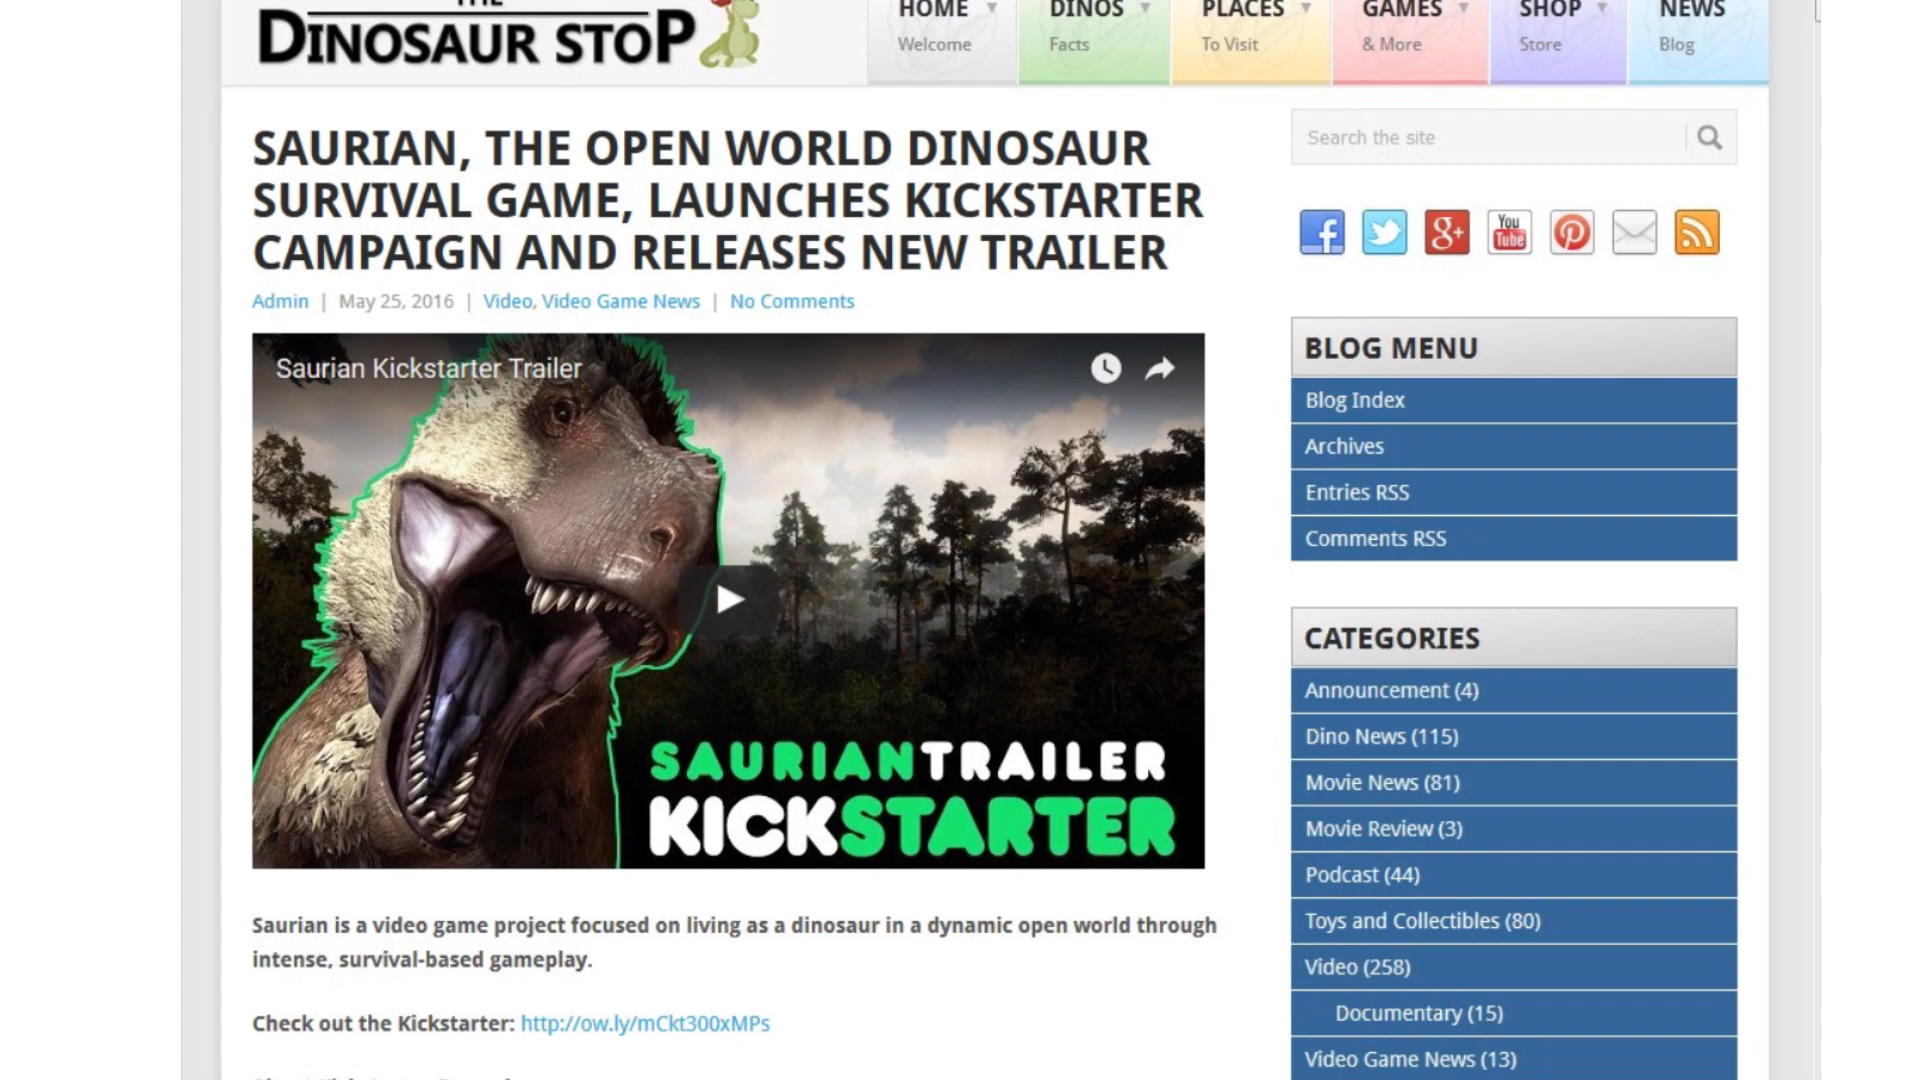 THE
DINOSAUR STOP
HOME
Welcome
DINOS
Facts
PLACES
To Visit
GAMES
& More
SHOP
Store
NEWS
Blog
SAURIAN, THE OPEN WORLD DINOSAUR
SURVIVAL GAME, LAUNCHES KICKSTARTER
CAMPAIGN AND RELEASES NEW TRAILER
Admin | May 25, 2016 | Video, Video Game News | No Comments
Saurian Kickstarter Trailer
SAURIANTRAILER
KICKSTARTER
Saurian is a video game project focused on living as a dinosaur in a dynamic open world through
intense, survival-based gameplay.
Check out the Kickstarter: http://ow.ly/mCkt300xMPs
Search the site
f
g+
You
Tube
BLOG MENU
Blog Index
Archives
Entries RSS
Comments RSS
CATEGORIES
Announcement (4)
Dino News (115)
Movie News (81)
Movie Review (3)
Podcast (44)
Toys and Collectibles (80)
Video (258)
Documentary (15)
Video Game News (13)